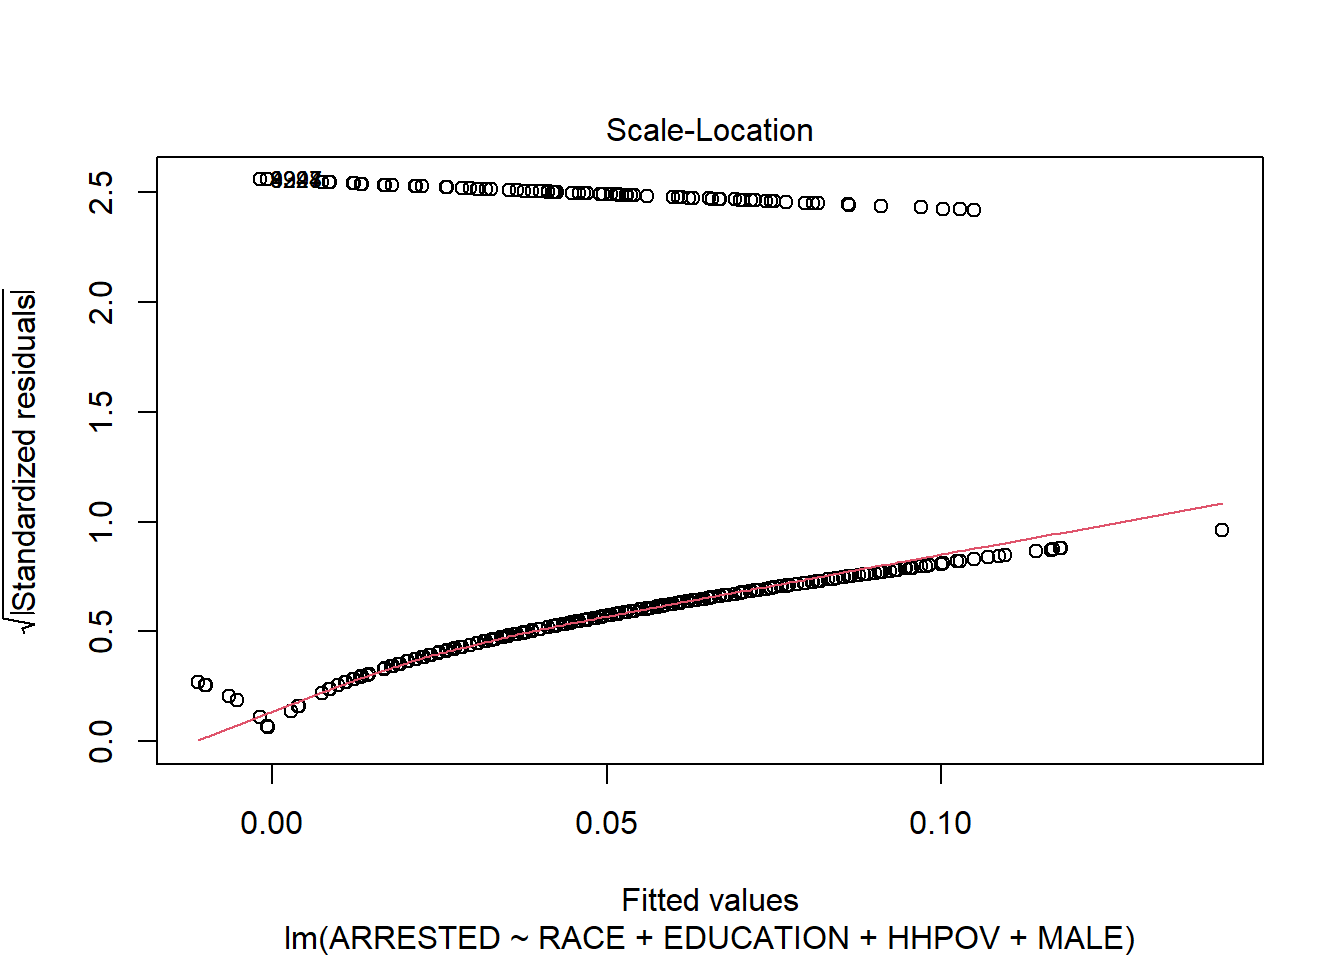 Scale-Location
√|Standardized residuals|
2.5
2.0
1.5
1.0
0.5
0.0
0.00 0.05 0.10
Fitted values
lm(ARRESTED ~ RACE + EDUCATION + HHPOV + MALE)